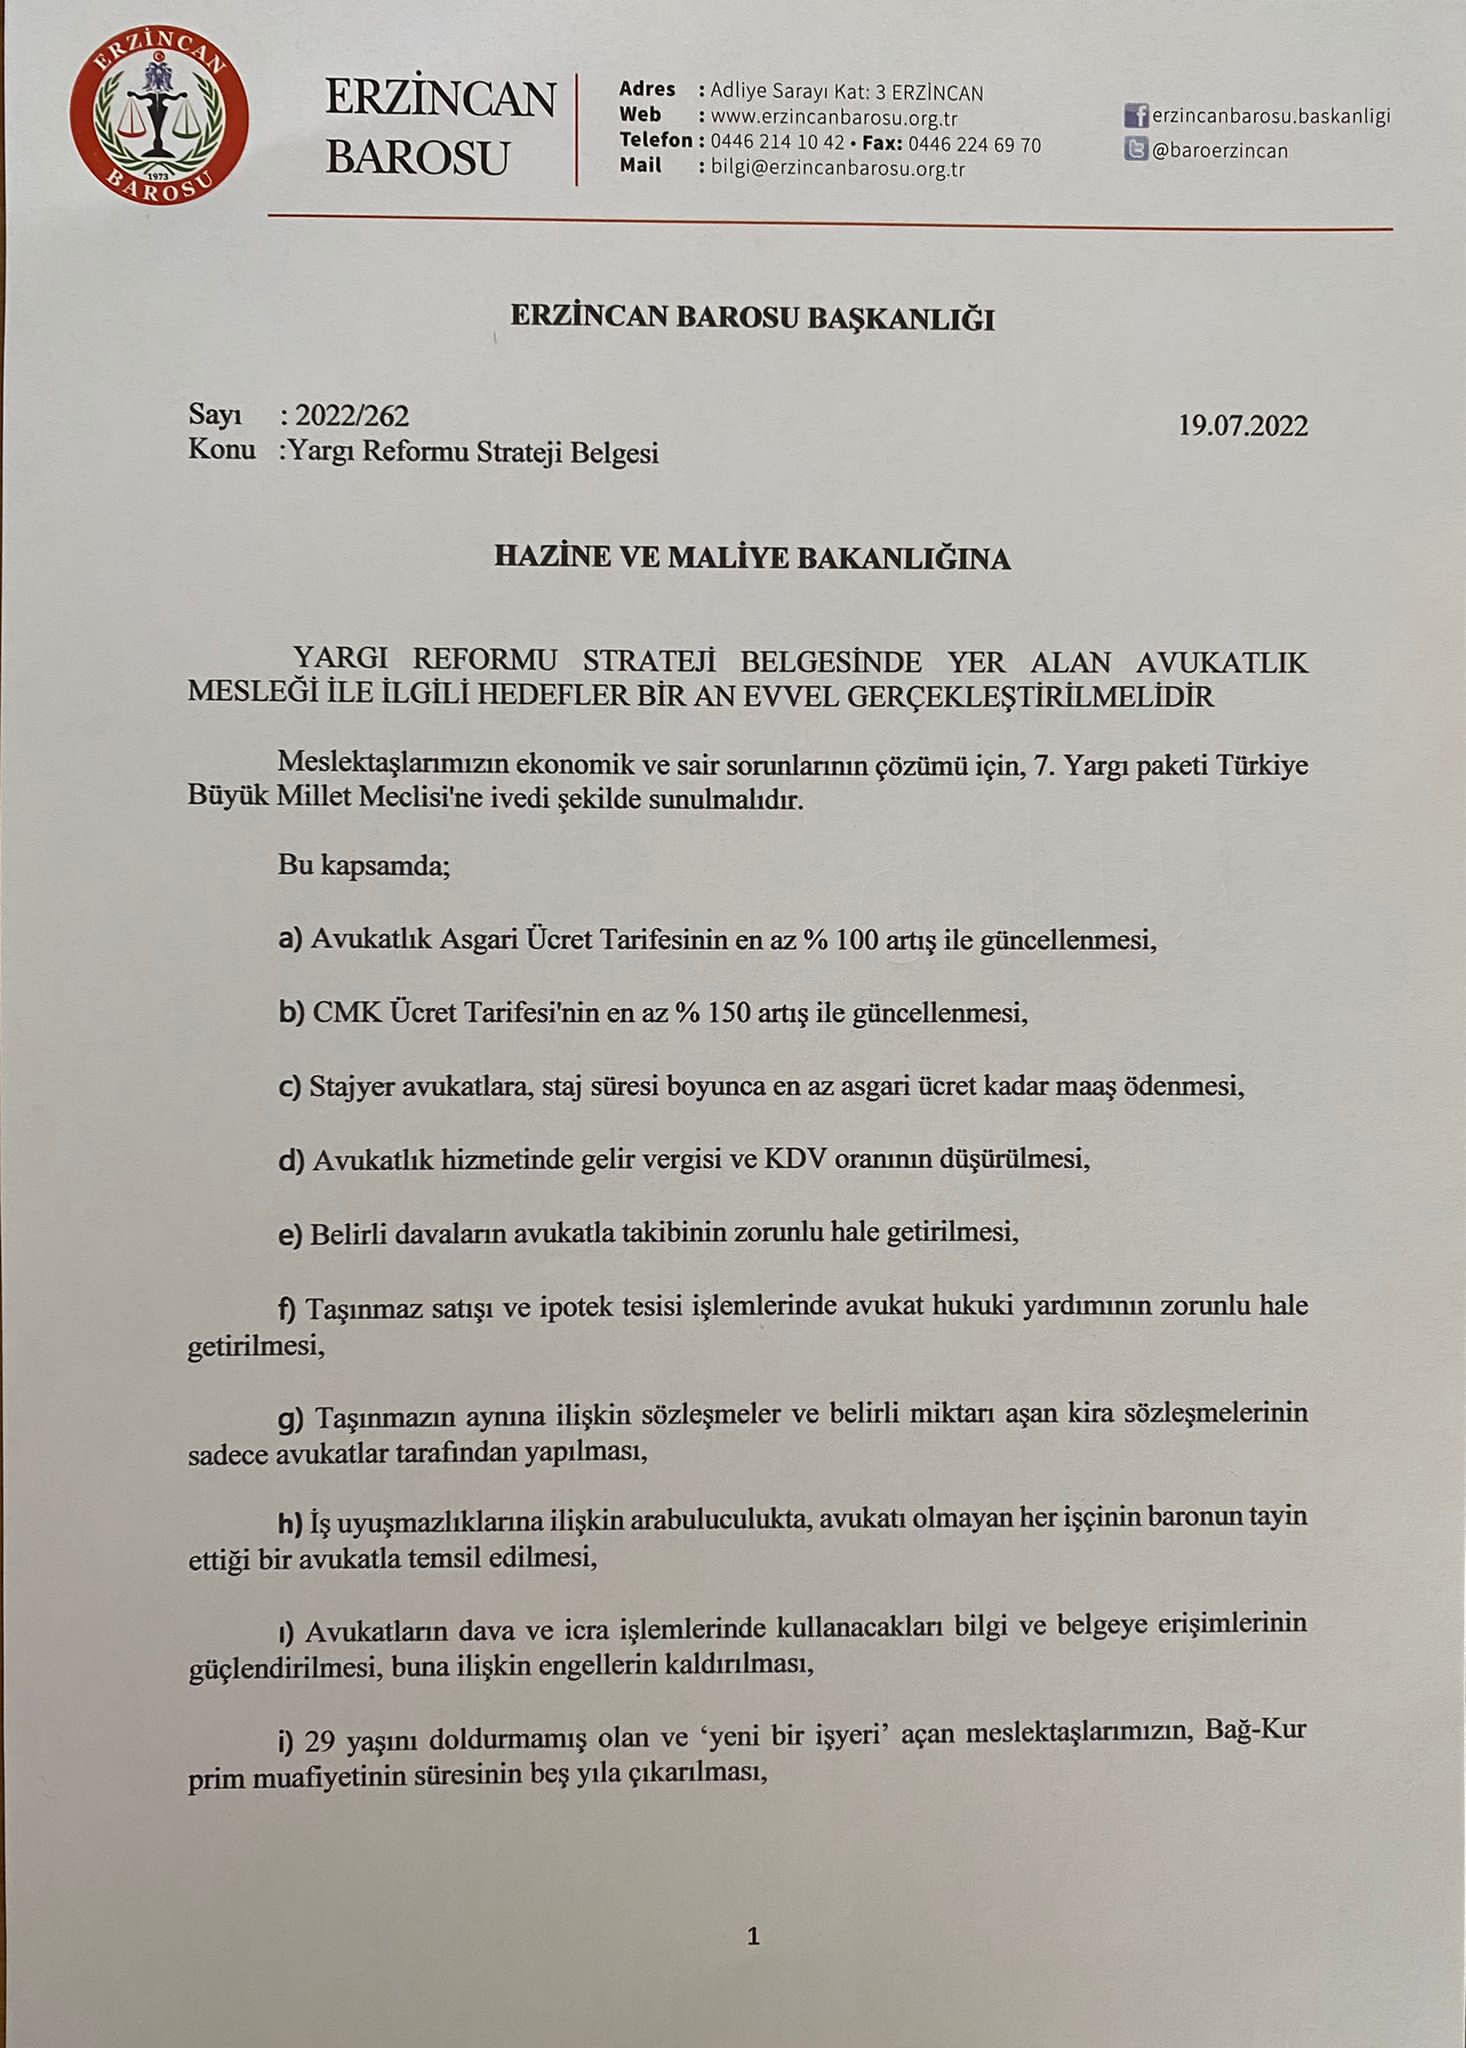 ERZİNCAN
BAROSU
1973
ERZİNCAN
BAROSU
Adres : Adliye Sarayı Kat: 3 ERZİNCAN
Web : www.erzincanbarosu.org.tr
Telefon : 0446 214 10 42 • Fax: 0446 224 69 70
Mail : bilgi@erzincanbarosu.org.tr
erzincanbarosu.baskanligi
@baroerzincan
ERZİNCAN BAROSU BAŞKANLIĞI
Sayı : 2022/262
19.07.2022
Konu :Yargı Reformu Strateji Belgesi
HAZİNE VE MALİYE BAKANLIĞINA
YARGI REFORMU STRATEJİ BELGESİNDE YER ALAN AVUKATLIK
MESLEĞİ İLE İLGİLİ HEDEFLER BİR AN EVVEL GERÇEKLEŞTİRİLMELİDİR
Meslektaşlarımızın ekonomik ve sair sorunlarının çözümü için, 7. Yargı paketi Türkiye
Büyük Millet Meclisi'ne ivedi şekilde sunulmalıdır.
Bu kapsamda;
a) Avukatlık Asgari Ücret Tarifesinin en az % 100 artış ile güncellenmesi,
b) CMK Ücret Tarifesi'nin en az % 150 artış ile güncellenmesi,
c) Stajyer avukatlara, staj süresi boyunca en az asgari ücret kadar maaş ödenmesi,
d) Avukatlık hizmetinde gelir vergisi ve KDV oranının düşürülmesi,
e) Belirli davaların avukatla takibinin zorunlu hale getirilmesi,
f) Taşınmaz satışı ve ipotek tesisi işlemlerinde avukat hukuki yardımının zorunlu hale
getirilmesi,
g) Taşınmazın aynına ilişkin sözleşmeler ve belirli miktarı aşan kira sözleşmelerinin
sadece avukatlar tarafından yapılması,
h) İş uyuşmazlıklarına ilişkin arabuluculukta, avukatı olmayan her işçinin baronun tayin
ettiği bir avukatla temsil edilmesi,
ı) Avukatların dava ve icra işlemlerinde kullanacakları bilgi ve belgeye erişimlerinin
güçlendirilmesi, buna ilişkin engellerin kaldırılması,
i) 29 yaşını doldurmamış olan ve ‘yeni bir işyeri’ açan meslektaşlarımızın, Bağ-Kur
prim muafiyetinin süresinin beş yıla çıkarılması,
1